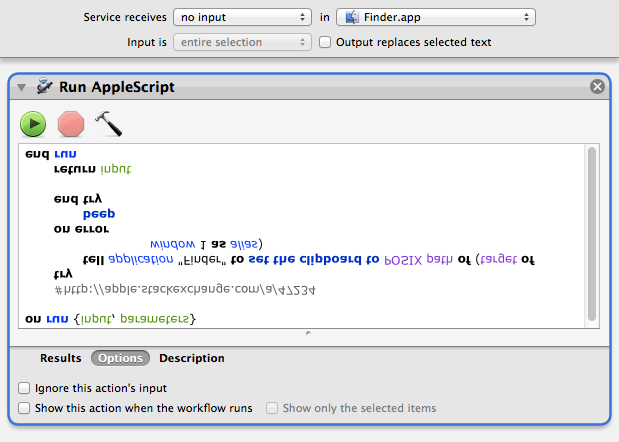 Service receives no input in Finder.app
Input is entire selection Output replaces selected text
Run AppleScript
on run {input, parameters}
#http://apple.stackexchange.com/a/47234
try
tell application "Finder" to set the clipboard to POSIX path of (target of
window 1 as alias)
on error
beep
end try
return input
end run
Results Options Description
Ignore this action's input
Show this action when the workflow runs Show only the selected items